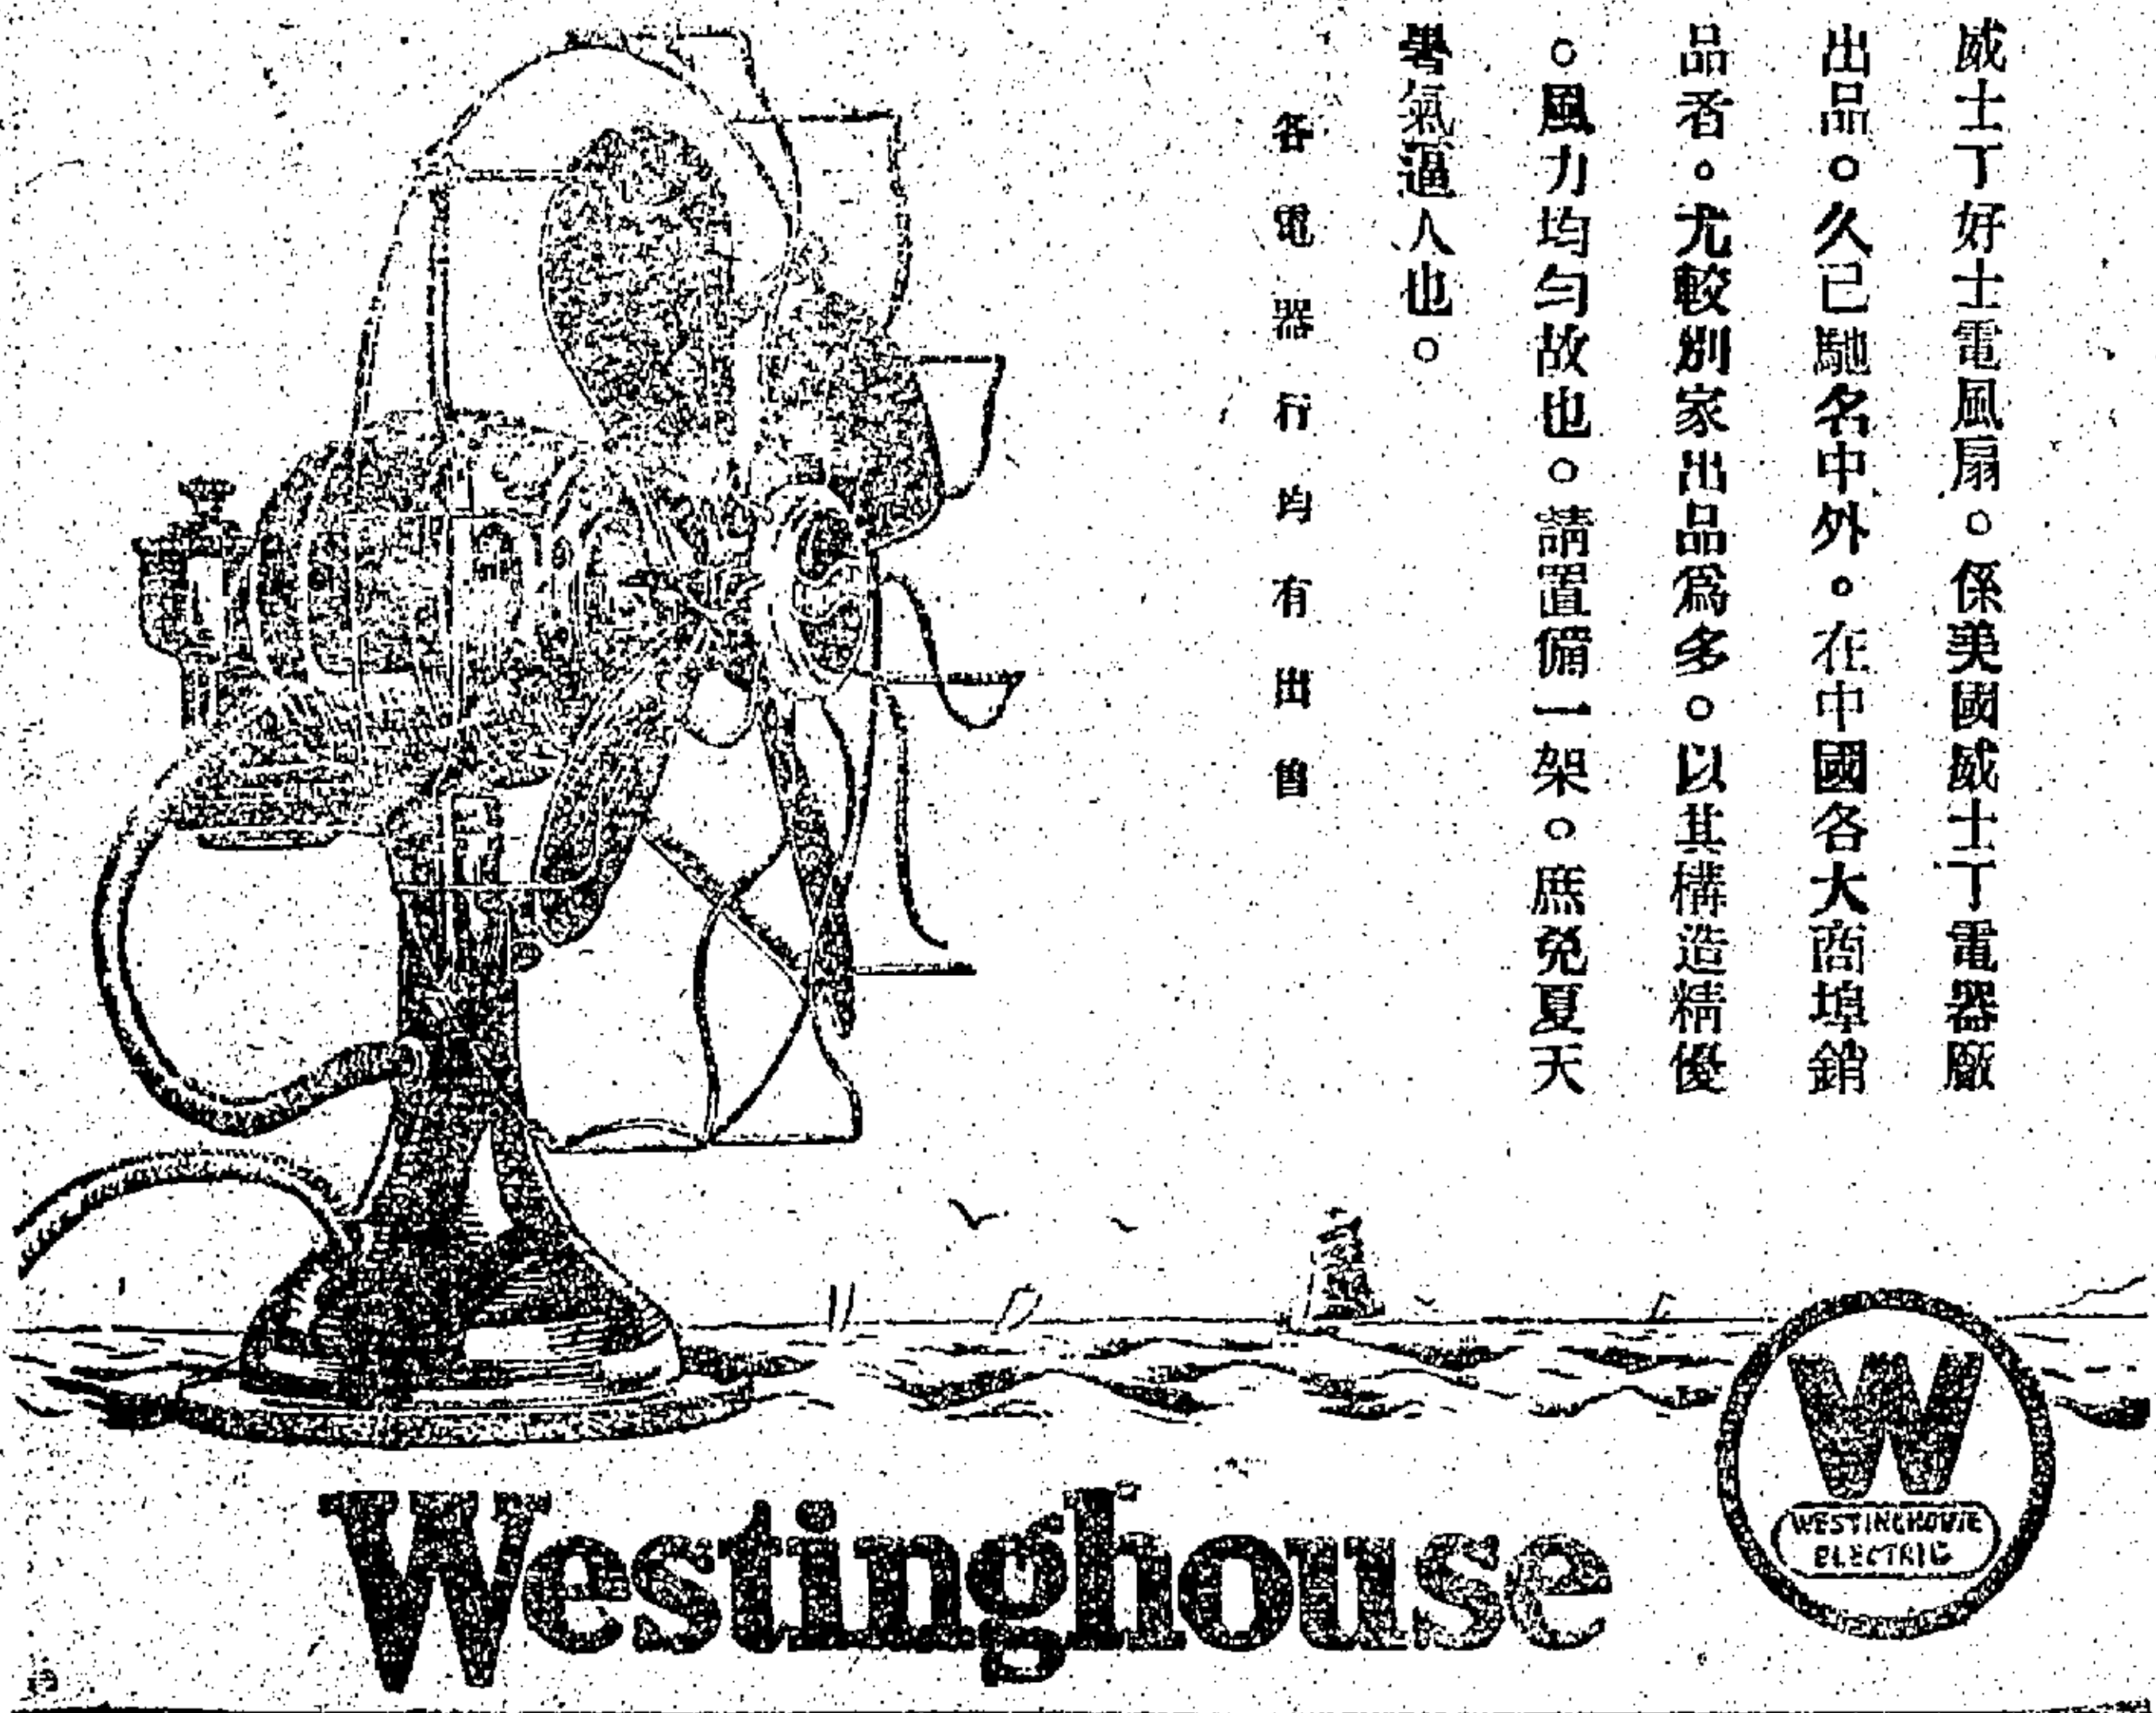 威士丁好士電風扇。係美國威士丁電器廠
出品。久已馳名中外。在中國各大商埠銷
品者。尤較別家出品爲多。以其構造精優
。風力均勻故也。請置備一架。庶免夏天
暑氣逼人也。
各電器行均有出售
W
WESTINGHOUSE
ELECTRIC
Westinghouse